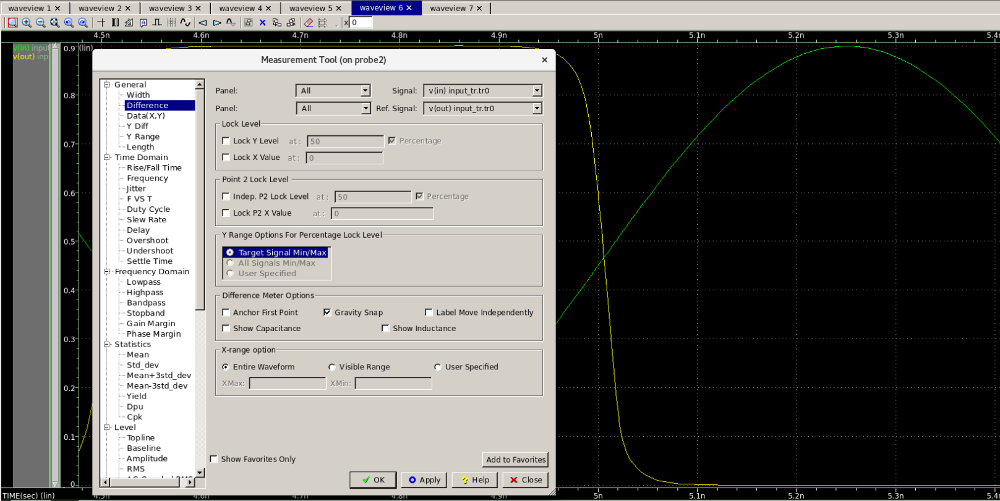 waveview 1 waveview 2 waveview 3 waveview 4 waveview 5 waveview 6 waveview 7
x 0
4.5n 4.6n 4.7n 4.8n 4.9n 5n 5.1n 5.2n 5.3n 5.4n
v(in) input
v(out) inp
0.9 (lin)
0.8
0.7
0.6
0.5
0.4
0.3
0.2
0.1
0
Measurement Tool (on probe2)
General
Width
Difference
Data(X,Y)
Y Diff
Y Range
Length
Time Domain
Rise/Fall Time
Frequency
Jitter
F VS T
Duty Cycle
Slew Rate
Delay
Overshoot
Undershoot
Settle Time
Frequency Domain
Lowpass
Highpass
Bandpass
Stopband
Gain Margin
Phase Margin
Statistics
Mean
Std_dev
Mean+3std_dev
Mean-3std_dev
Yield
Dpu
Cpk
Level
Topline
Baseline
Amplitude
RMS
Panel: All Signal: v(in) input_tr.tr0
Panel: All Ref. Signal: v(out) input_tr.tr0
Lock Level
Lock Y Level at: 50 Percentage
Lock X Value at: 0
Point 2 Lock Level
Indep. P2 Lock Level at: 50 Percentage
Lock P2 X Value at: 0
Y Range Options For Percentage Lock Level
Target Signal Min/Max
All Signals Min/Max
User Specified
Difference Meter Options
Anchor First Point Gravity Snap Label Move Independently
Show Capacitance Show Inductance
X-range option
Entire Waveform Visible Range User Specified
XMax: XMin:
Show Favorites Only Add to Favorites
OK Apply Help Close
TIME(sec) (lin) 4.5n 4.6n 4.7n 4.8n 4.9n 5n 5.1n 5.2n 5.3n 5.4n